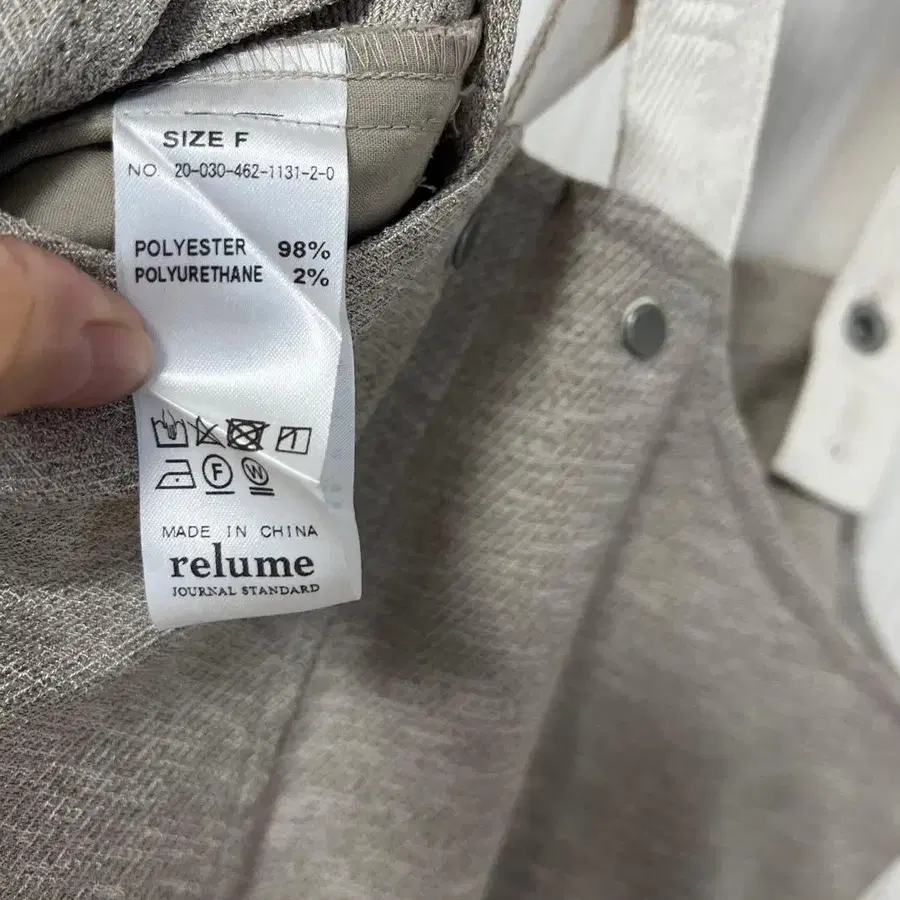 SIZE F
NO. 20-030-462-1131-2-0
POLYESTER 98%
POLYURETHANE 2%
F W
MADE IN CHINA
relume
JOURNAL STANDARD